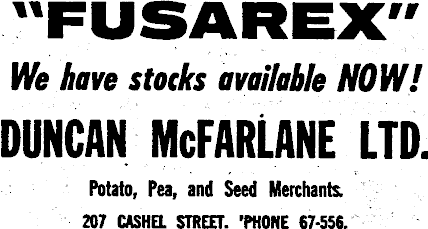 "FUSAREX"
We have stocks available NOW!
DUNCAN McFARLANE LTD.
Potato, Pea, and Seed Merchants.
207 CASHEL STREET. 'PHONE 67-556.